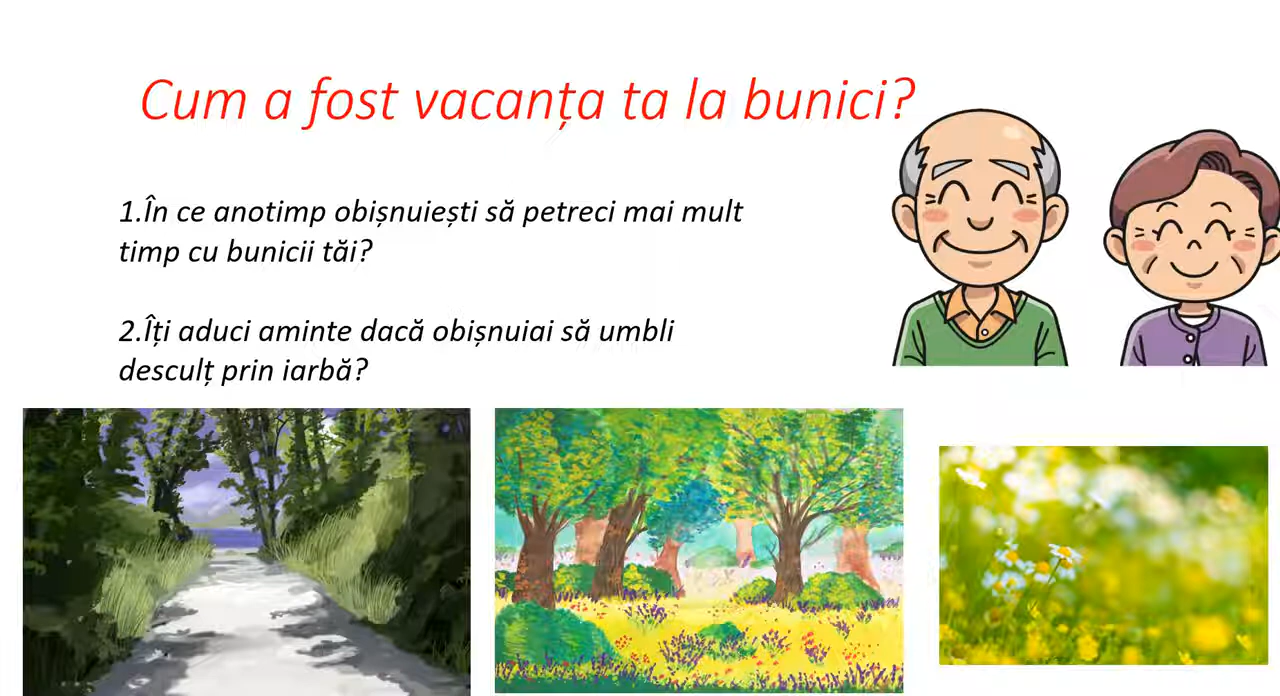 Cum a fost vacanța ta la bunici?
1.În ce anotimp obișnuiești să petreci mai mult
timp cu bunicii tăi?
2.Îți aduci aminte dacă obișnuiai să umbli
desculț prin iarbă?